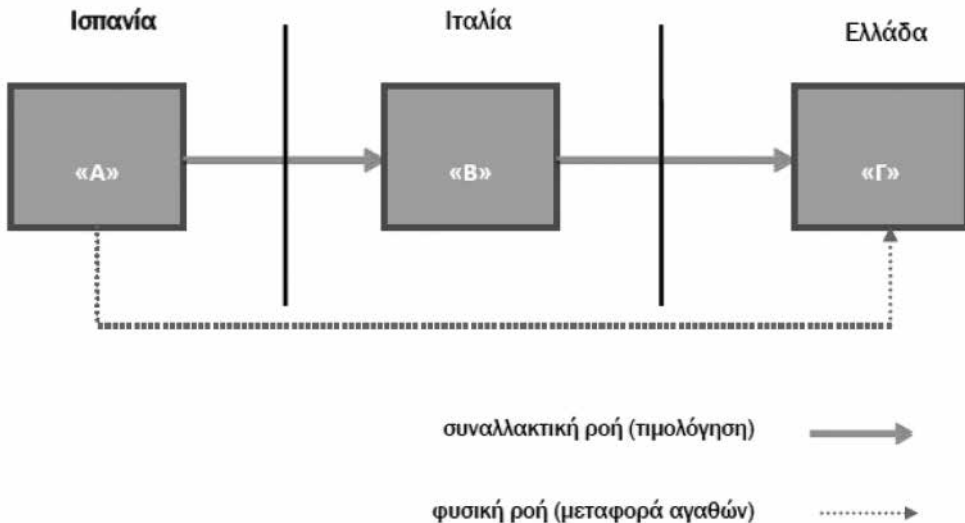 Ισπανία
Ιταλία
Ελλάδα
«Α»
«Β»
«Γ»
συναλλακτική ροή (τιμολόγηση)
φυσική ροή (μεταφορά αγαθών)